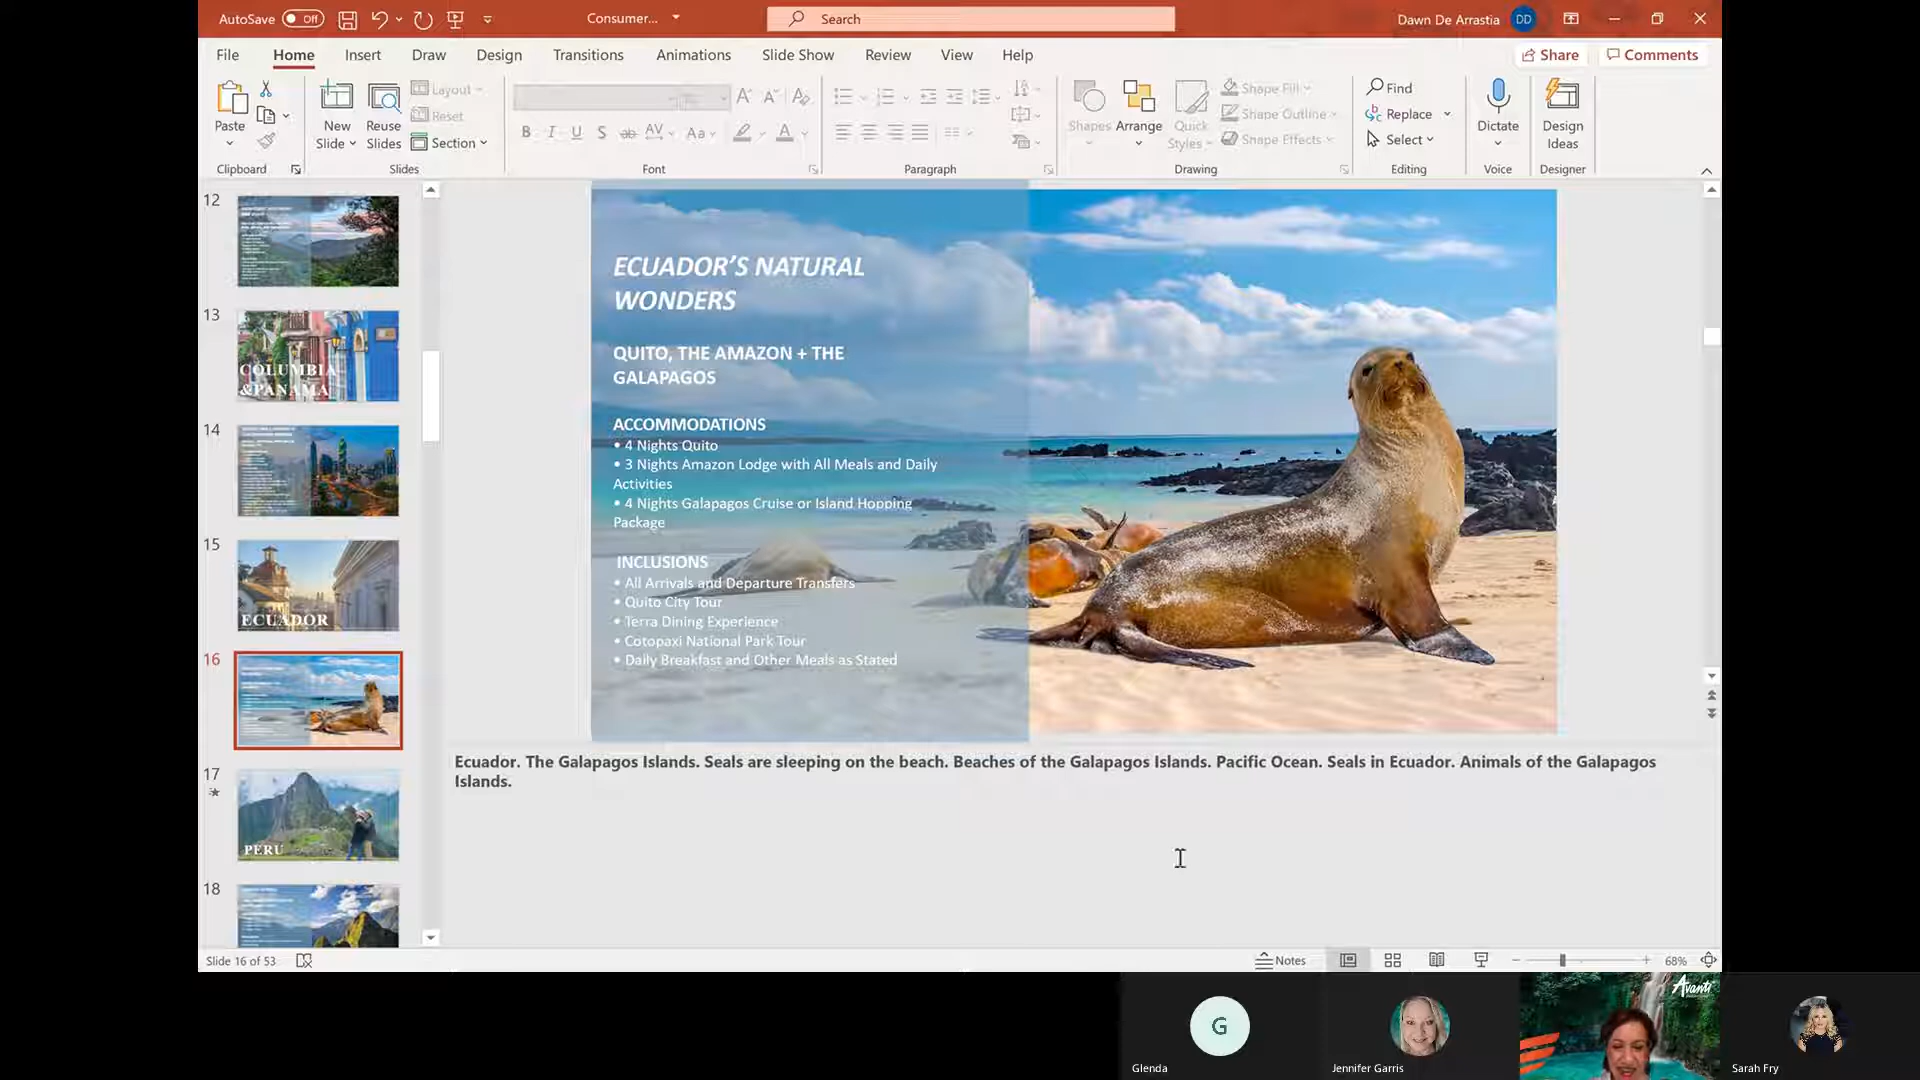 AutoSave Off Consumer... Search Dawn De Arrastia DD
File Home Insert Draw Design Transitions Animations Slide Show Review View Help Share Comments
Paste
New Slide
Reuse Slides
Layout
Reset
Section
B I U S ab AV Aa A
Shapes
Arrange
Quick Styles
Shape Fill
Shape Outline
Shape Effects
Find
Replace
Select
Dictate
Design Ideas
Clipboard Slides Font Paragraph Drawing Editing Voice Designer
12
13
COLUMBIA
&PANAMA
14
15
ECUADOR
16
17
PERU
18
ECUADOR’S NATURAL
WONDERS
QUITO, THE AMAZON + THE
GALAPAGOS
ACCOMMODATIONS
• 4 Nights Quito
• 3 Nights Amazon Lodge with All Meals and Daily
Activities
• 4 Nights Galapagos Cruise or Island Hopping
Package
INCLUSIONS
• All Arrivals and Departure Transfers
• Quito City Tour
• Terra Dining Experience
• Cotopaxi National Park Tour
• Daily Breakfast and Other Meals as Stated
Ecuador. The Galapagos Islands. Seals are sleeping on the beach. Beaches of the Galapagos Islands. Pacific Ocean. Seals in Ecuador. Animals of the Galapagos
Islands.
Slide 16 of 53 Notes 68%
G
Avanti
Glenda Jennifer Garris Sarah Fry